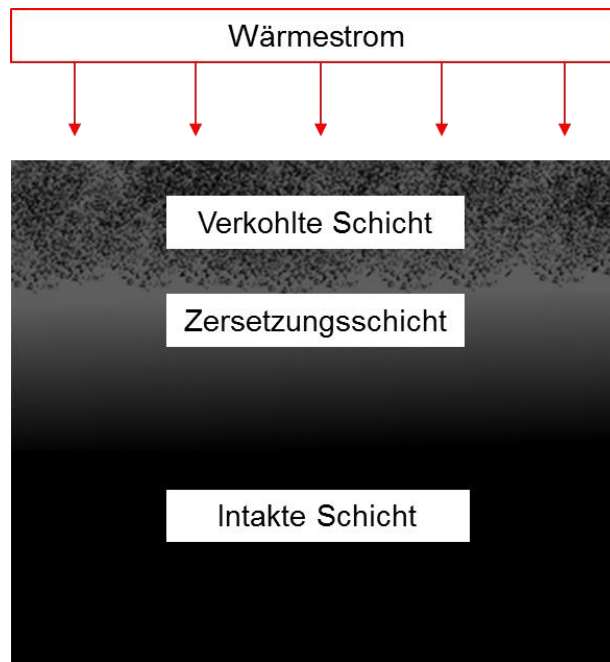 Wärmestrom
Verkohlte Schicht
Zersetzungsschicht
Intakte Schicht